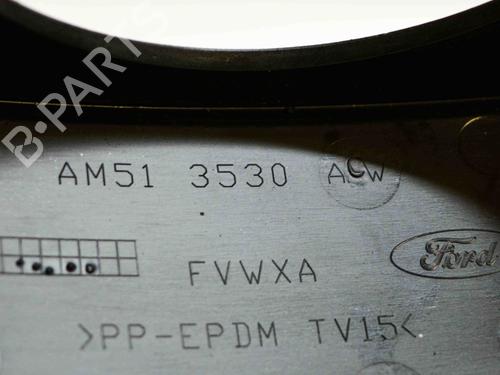 B-PARTS
AM51 3530 ACW
FVWXA
Ford
>PP-EPDM TV15<